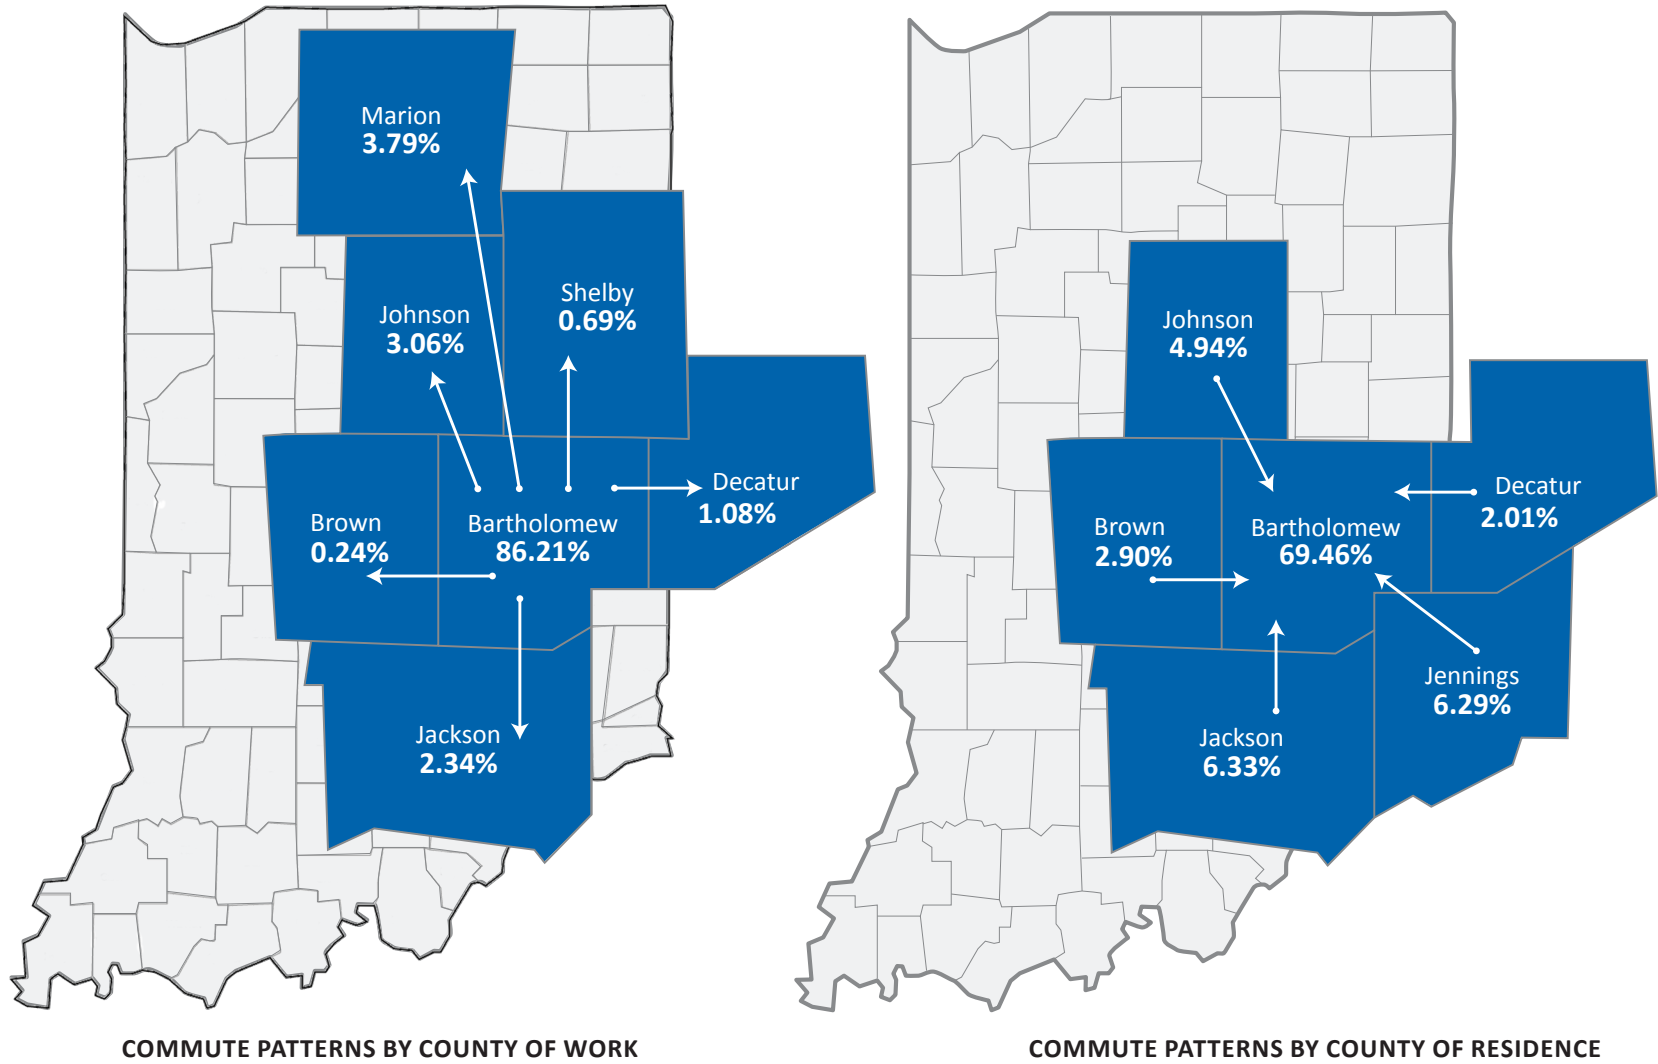 Marion
3.79%
Shelby
0.69%
Johnson
3.06%
Decatur
1.08%
Brown
0.24%
Bartholomew
86.21%
Jackson
2.34%
COMMUTE PATTERNS BY COUNTY OF WORK
Johnson
4.94%
Decatur
2.01%
Brown
2.90%
Bartholomew
69.46%
Jennings
6.29%
Jackson
6.33%
COMMUTE PATTERNS BY COUNTY OF RESIDENCE